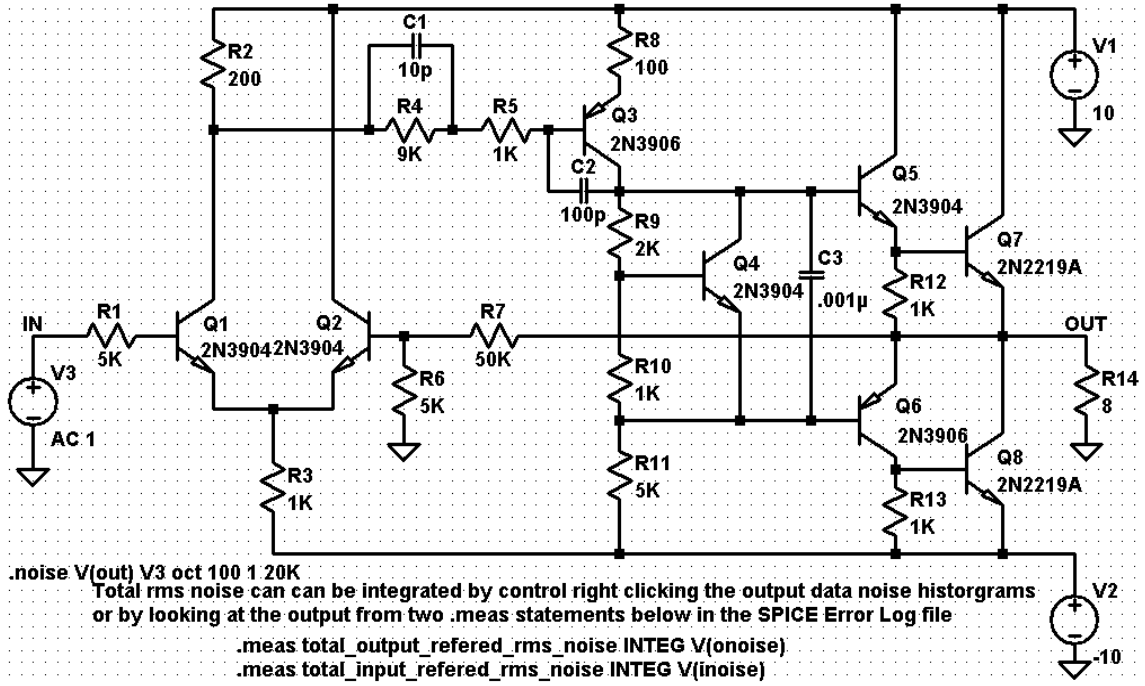 C1
10p
R2
200
R8
100
V1
10
R4
9K
R5
1K
Q3
2N3906
C2
100p
Q5
2N3904
R9
2K
Q4
2N3904
C3
.001µ
Q7
2N2219A
R12
1K
IN
R1
5K
Q1
2N3904
Q2
2N3904
R7
50K
OUT
V3
AC 1
R6
5K
R10
1K
R14
8
Q6
2N3906
R3
1K
R11
5K
Q8
2N2219A
R13
1K
V2
-10
.noise V(out) V3 oct 100 1 20K
Total rms noise can can be integrated by control right clicking the output data noise historgrams
or by looking at the output from two .meas statements below in the SPICE Error Log file
.meas total_output_refered_rms_noise INTEG V(onoise)
.meas total_input_refered_rms_noise INTEG V(inoise)